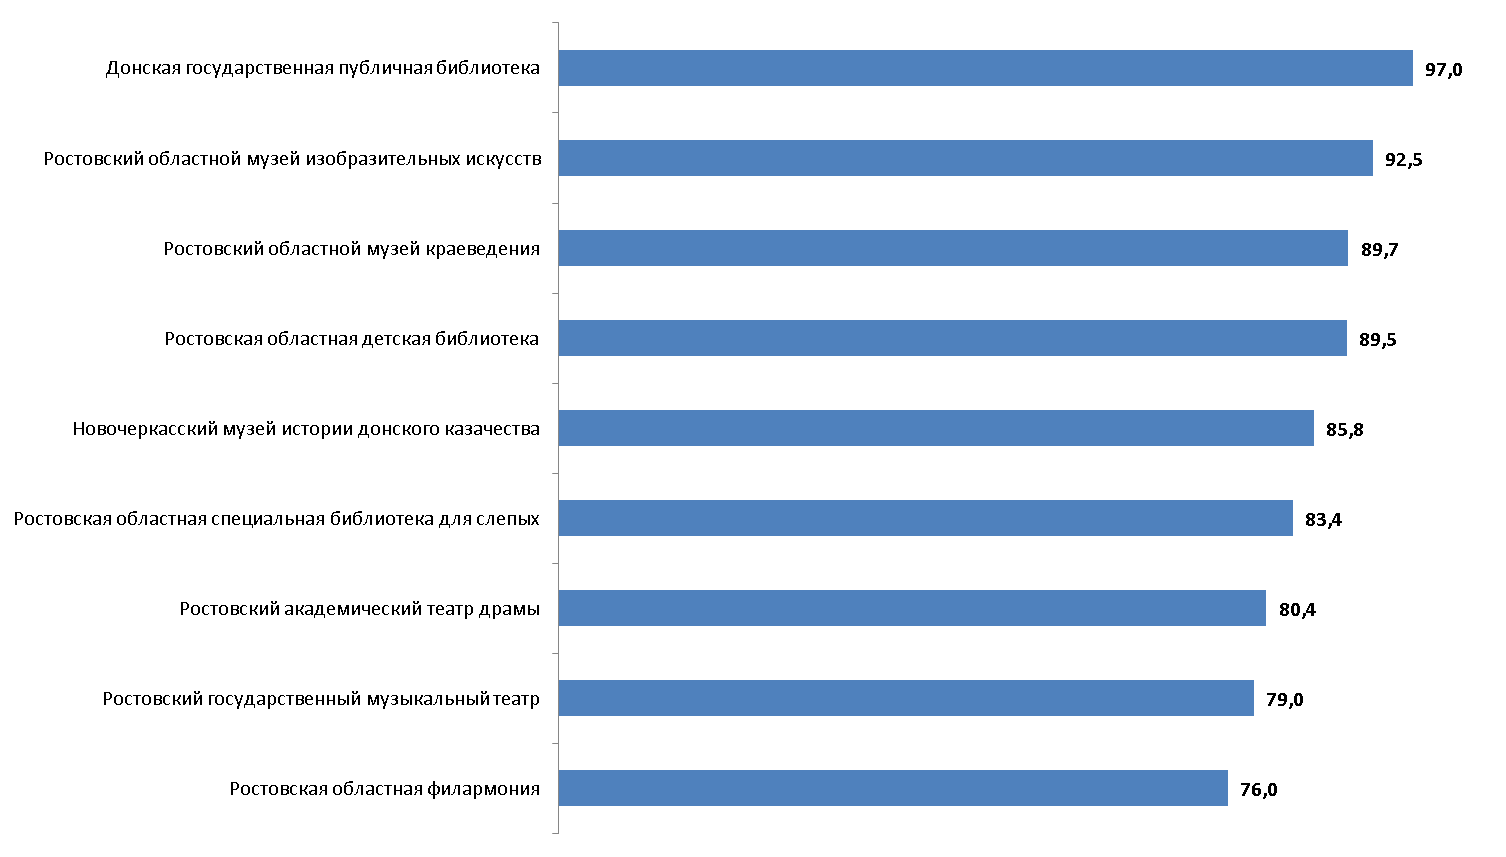 Донская государственная публичная библиотека 97,0
Ростовский областной музей изобразительных искусств 92,5
Ростовский областной музей краеведения 89,7
Ростовская областная детская библиотека 89,5
Новочеркасский музей истории донского казачества 85,8
Ростовская областная специальная библиотека для слепых 83,4
Ростовский академический театр драмы 80,4
Ростовский государственный музыкальный театр 79,0
Ростовская областная филармония 76,0